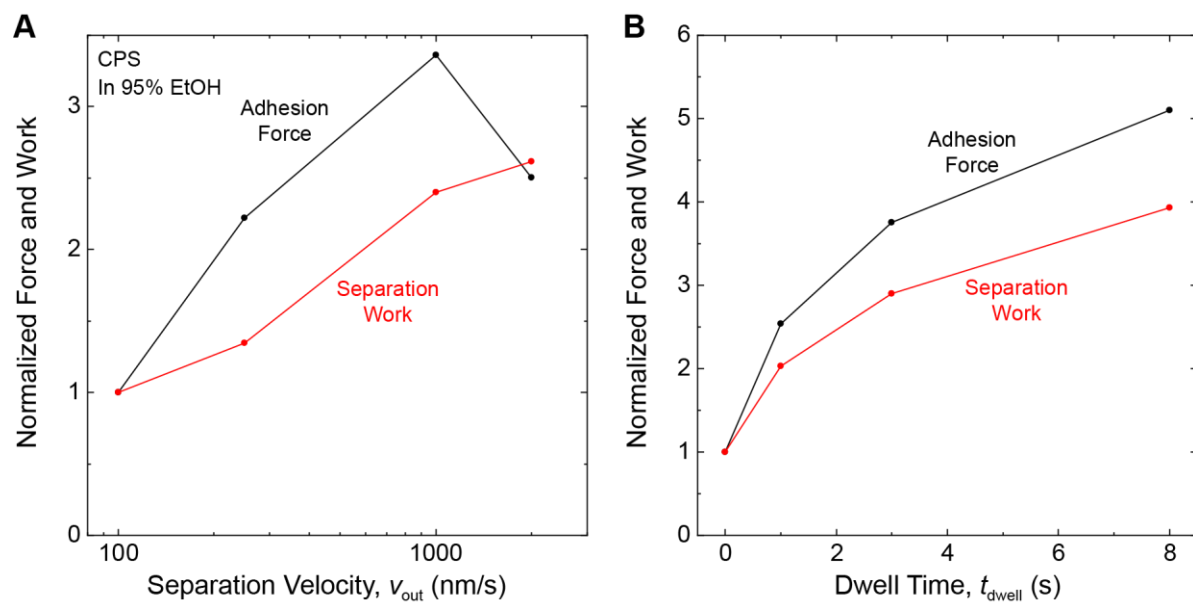 A
CPS
In 95% EtOH
Adhesion
Force
Separation
Work
Normalized Force and Work
0
1
2
3
100
1000
Separation Velocity, v_out (nm/s)
B
Adhesion
Force
Separation
Work
Normalized Force and Work
0
1
2
3
4
5
6
0
2
4
6
8
Dwell Time, t_dwell (s)